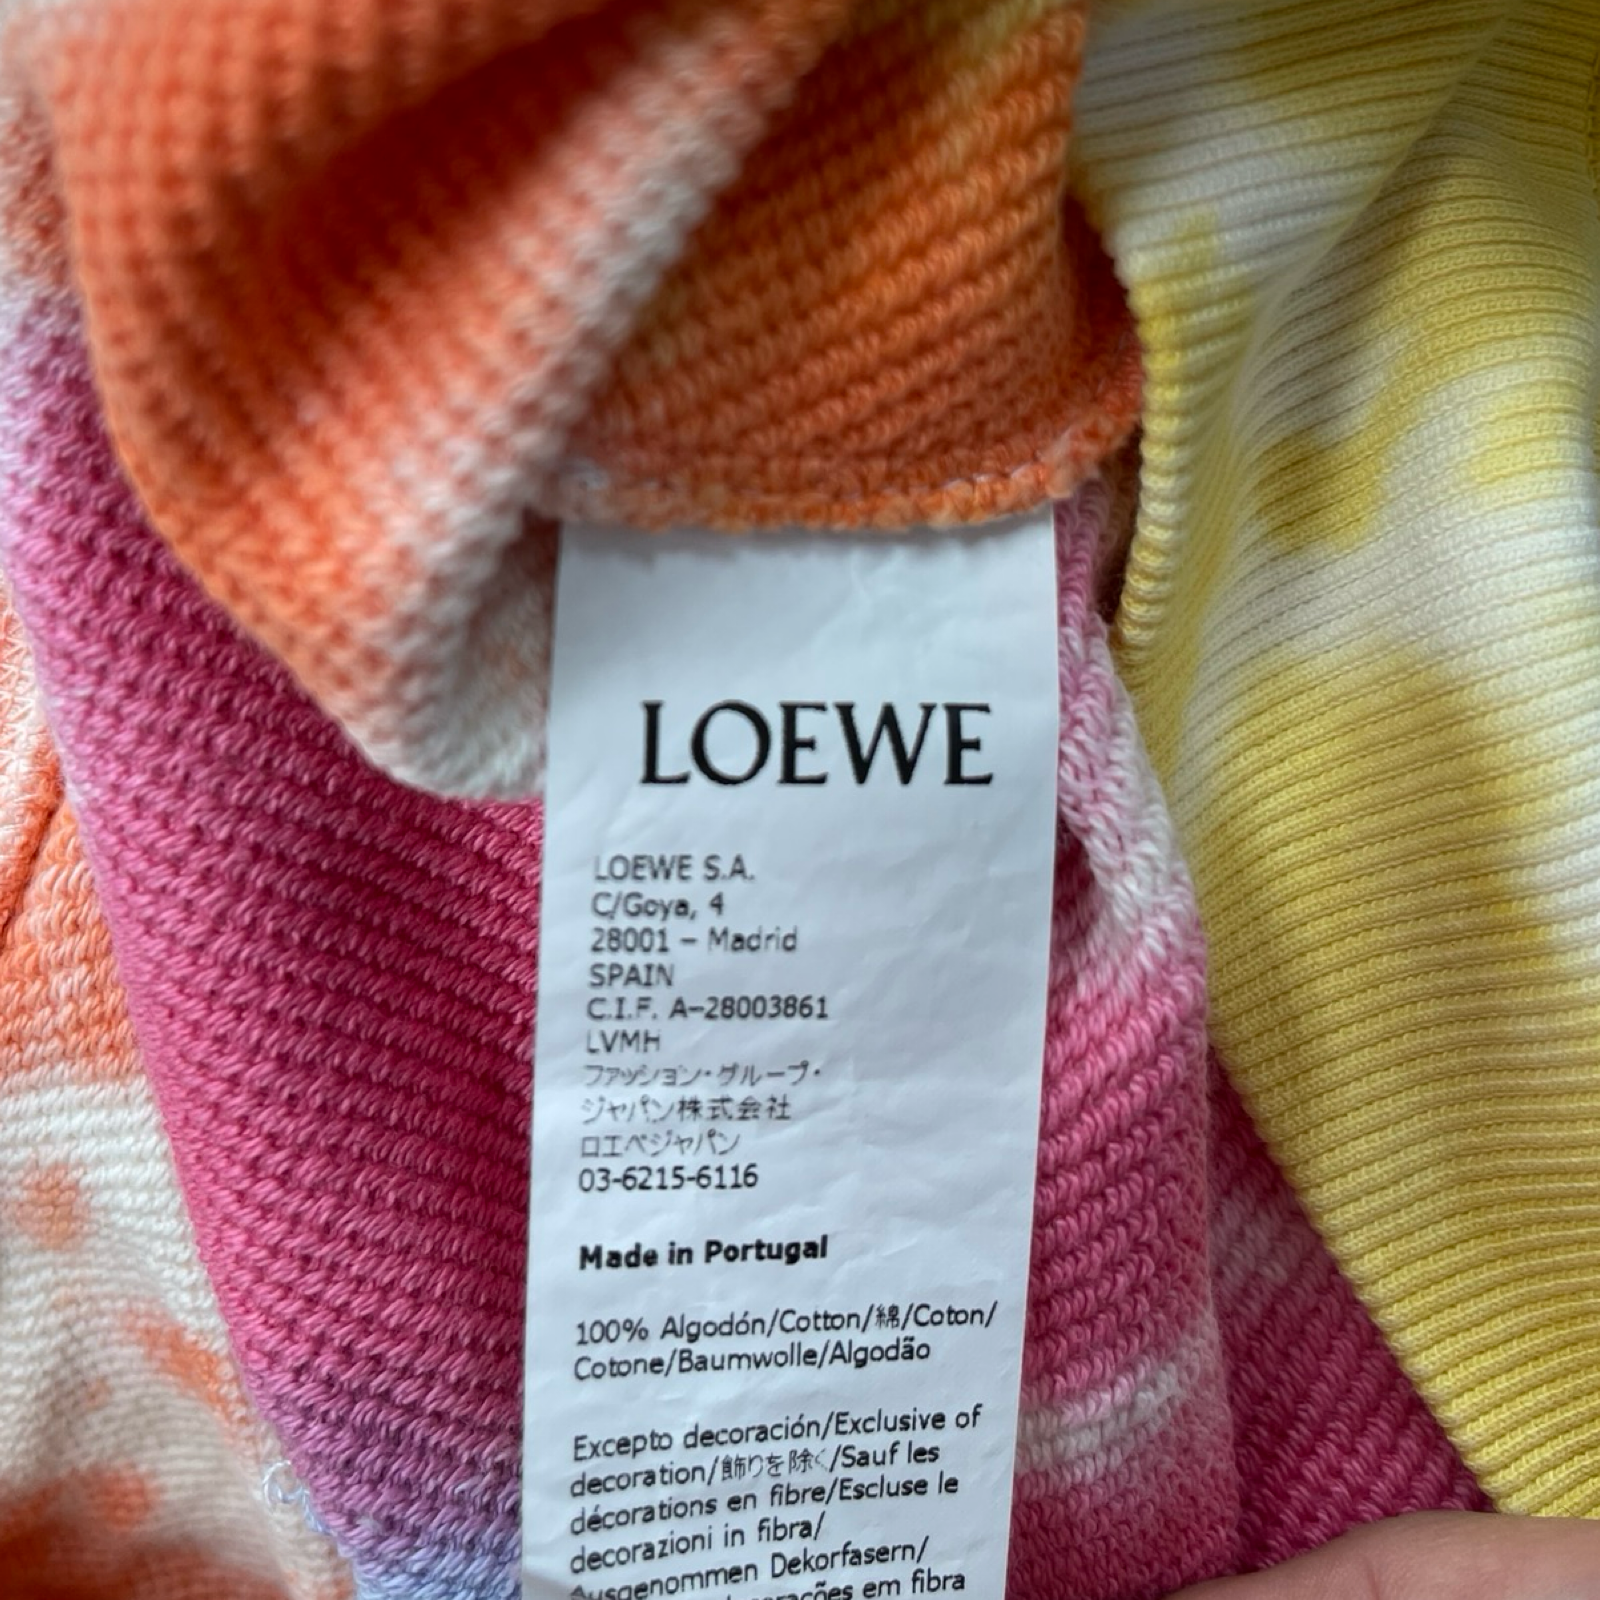 LOEWE
LOEWE S.A.
C/Goya, 4
28001 – Madrid
SPAIN
C.I.F. A–28003861
LVMH
ファッション・グループ・
ジャパン株式会社
ロエベジャパン
03-6215-6116
Made in Portugal
100% Algodón/Cotton/綿/Coton/
Cotone/Baumwolle/Algodão
Excepto decoración/Exclusive of
decoration/飾りを除く/Sauf les
décorations en fibre/Escluse le
decorazioni in fibra/
Ausgenommen Dekorfasern/
em fibra